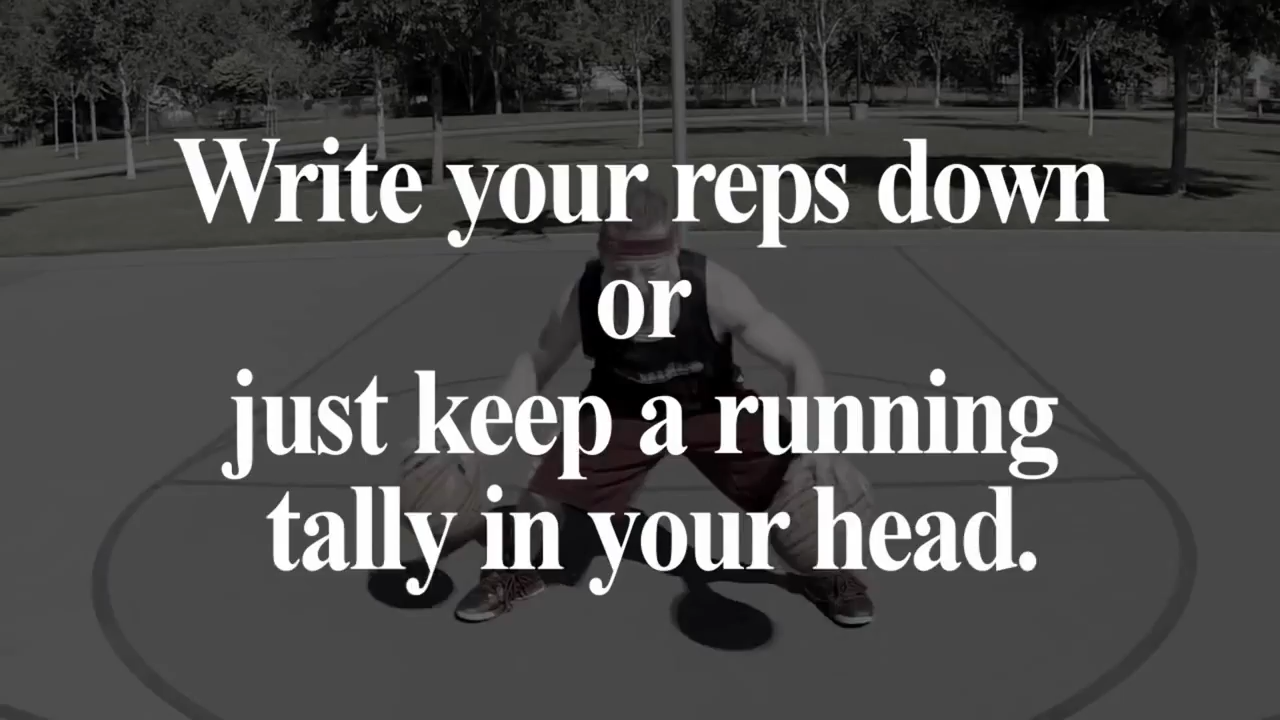 Write your reps down
or
just keep a running
tally in your head.